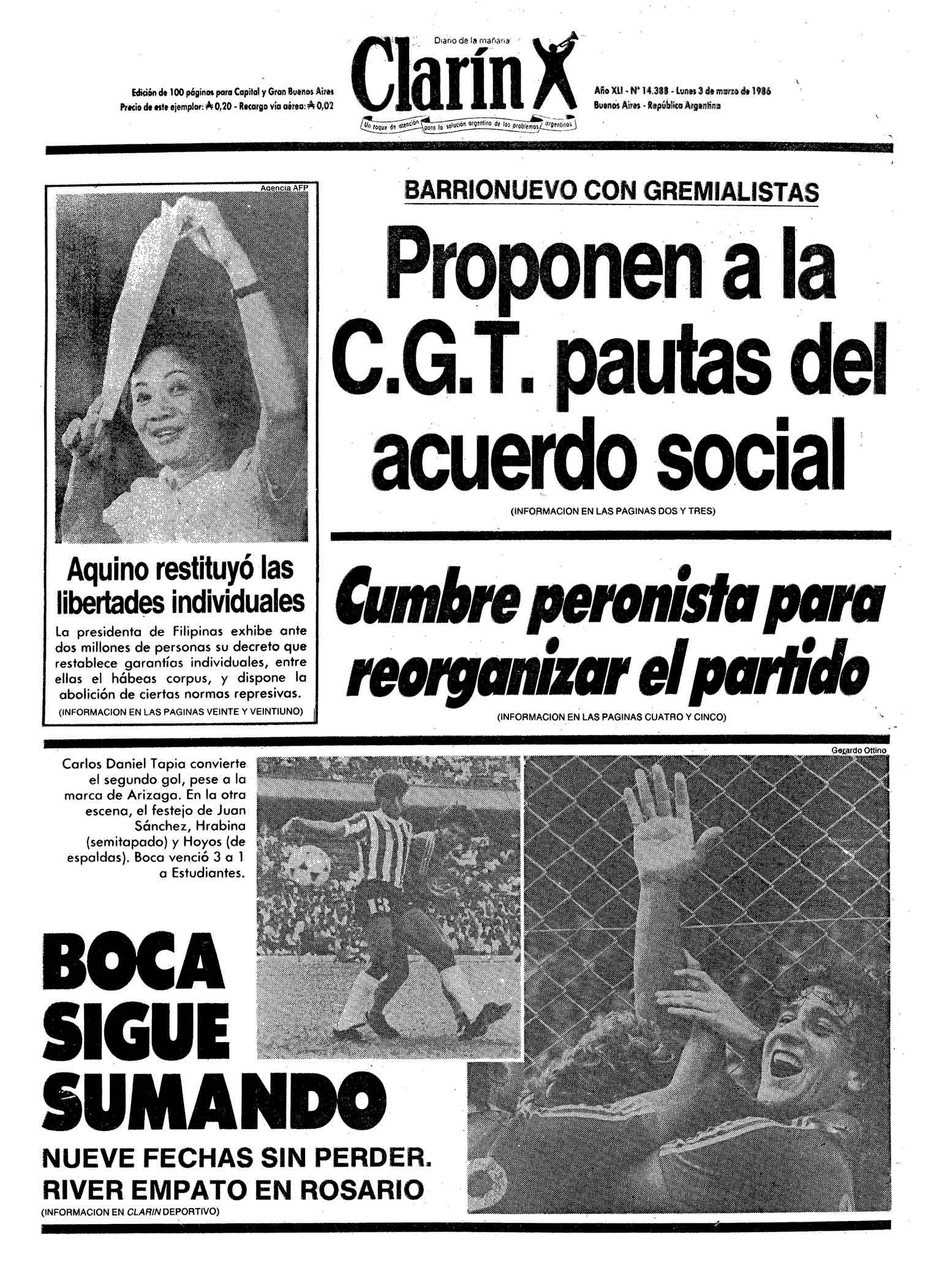 Diario de la mañana
Clarín
Un toque de atención para la solución argentina de los problemas argentinos
Edición de 100 páginas para Capital y Gran Buenos Aires
Precio de este ejemplar: ₳ 0,20 - Recargo vía aérea: ₳ 0,02
Año XLI - N° 14.388 - Lunes 3 de marzo de 1986
Buenos Aires - República Argentina
Agencia AFP
Aquino restituyó las
libertades individuales
La presidenta de Filipinas exhibe ante
dos millones de personas su decreto que
restablece garantías individuales, entre
ellas el hábeas corpus, y dispone la
abolición de ciertas normas represivas.
(INFORMACION EN LAS PAGINAS VEINTE Y VEINTIUNO)
BARRIONUEVO CON GREMIALISTAS
Proponen a la
C.G.T. pautas del
acuerdo social
(INFORMACION EN LAS PAGINAS DOS Y TRES)
Cumbre peronista para
reorganizar el partido
(INFORMACION EN LAS PAGINAS CUATRO Y CINCO)
Gerardo Ottino
Carlos Daniel Tapia convierte
el segundo gol, pese a la
marca de Arizaga. En la otra
escena, el festejo de Juan
Sánchez, Hrabina
(semitapado) y Hoyos (de
espaldas). Boca venció 3 a 1
a Estudiantes.
13
BOCA
SIGUE
SUMANDO
NUEVE FECHAS SIN PERDER.
RIVER EMPATO EN ROSARIO
(INFORMACION EN CLARIN DEPORTIVO)